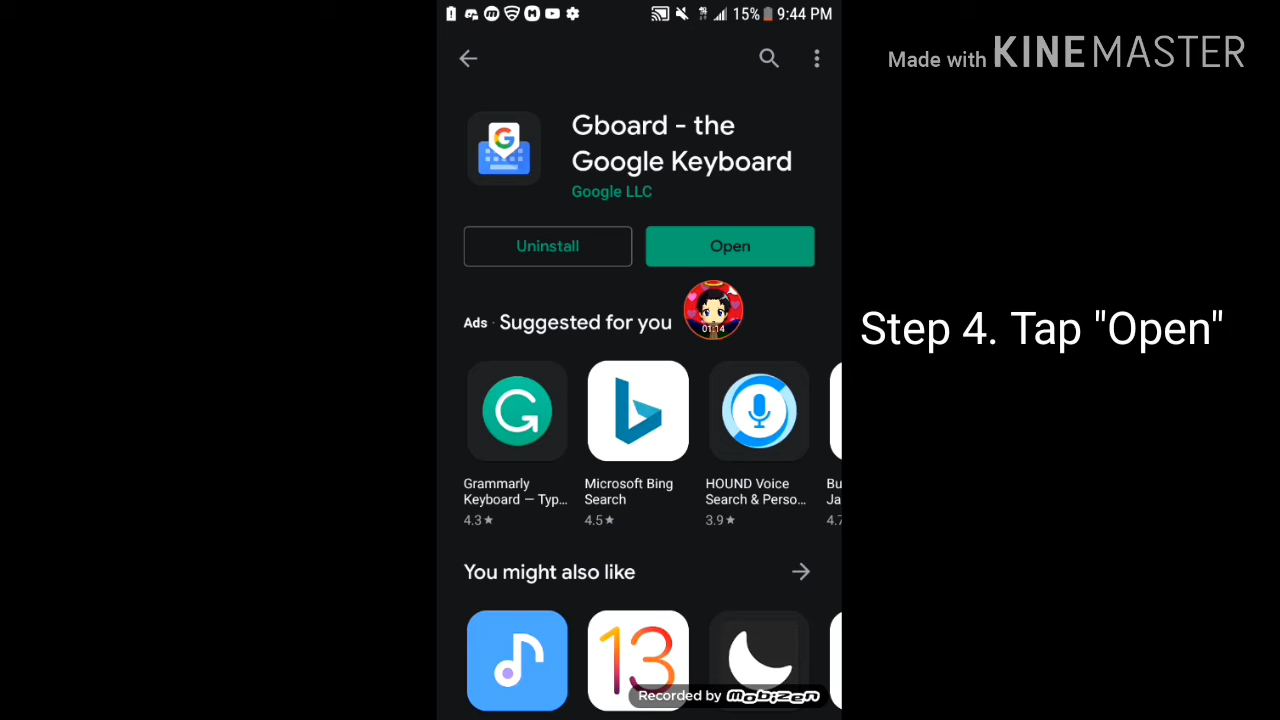 15% 9:44 PM
Made with KINEMASTER
Gboard - the
Google Keyboard
Google LLC
Uninstall
Open
Ads · Suggested for you
01:14
Step 4. Tap "Open"
Grammarly
Keyboard — Typ...
4.3★
Microsoft Bing
Search
4.5★
HOUND Voice
Search & Perso...
3.9★
Bu
Ja
4.7
You might also like
13
Recorded by Mobizen